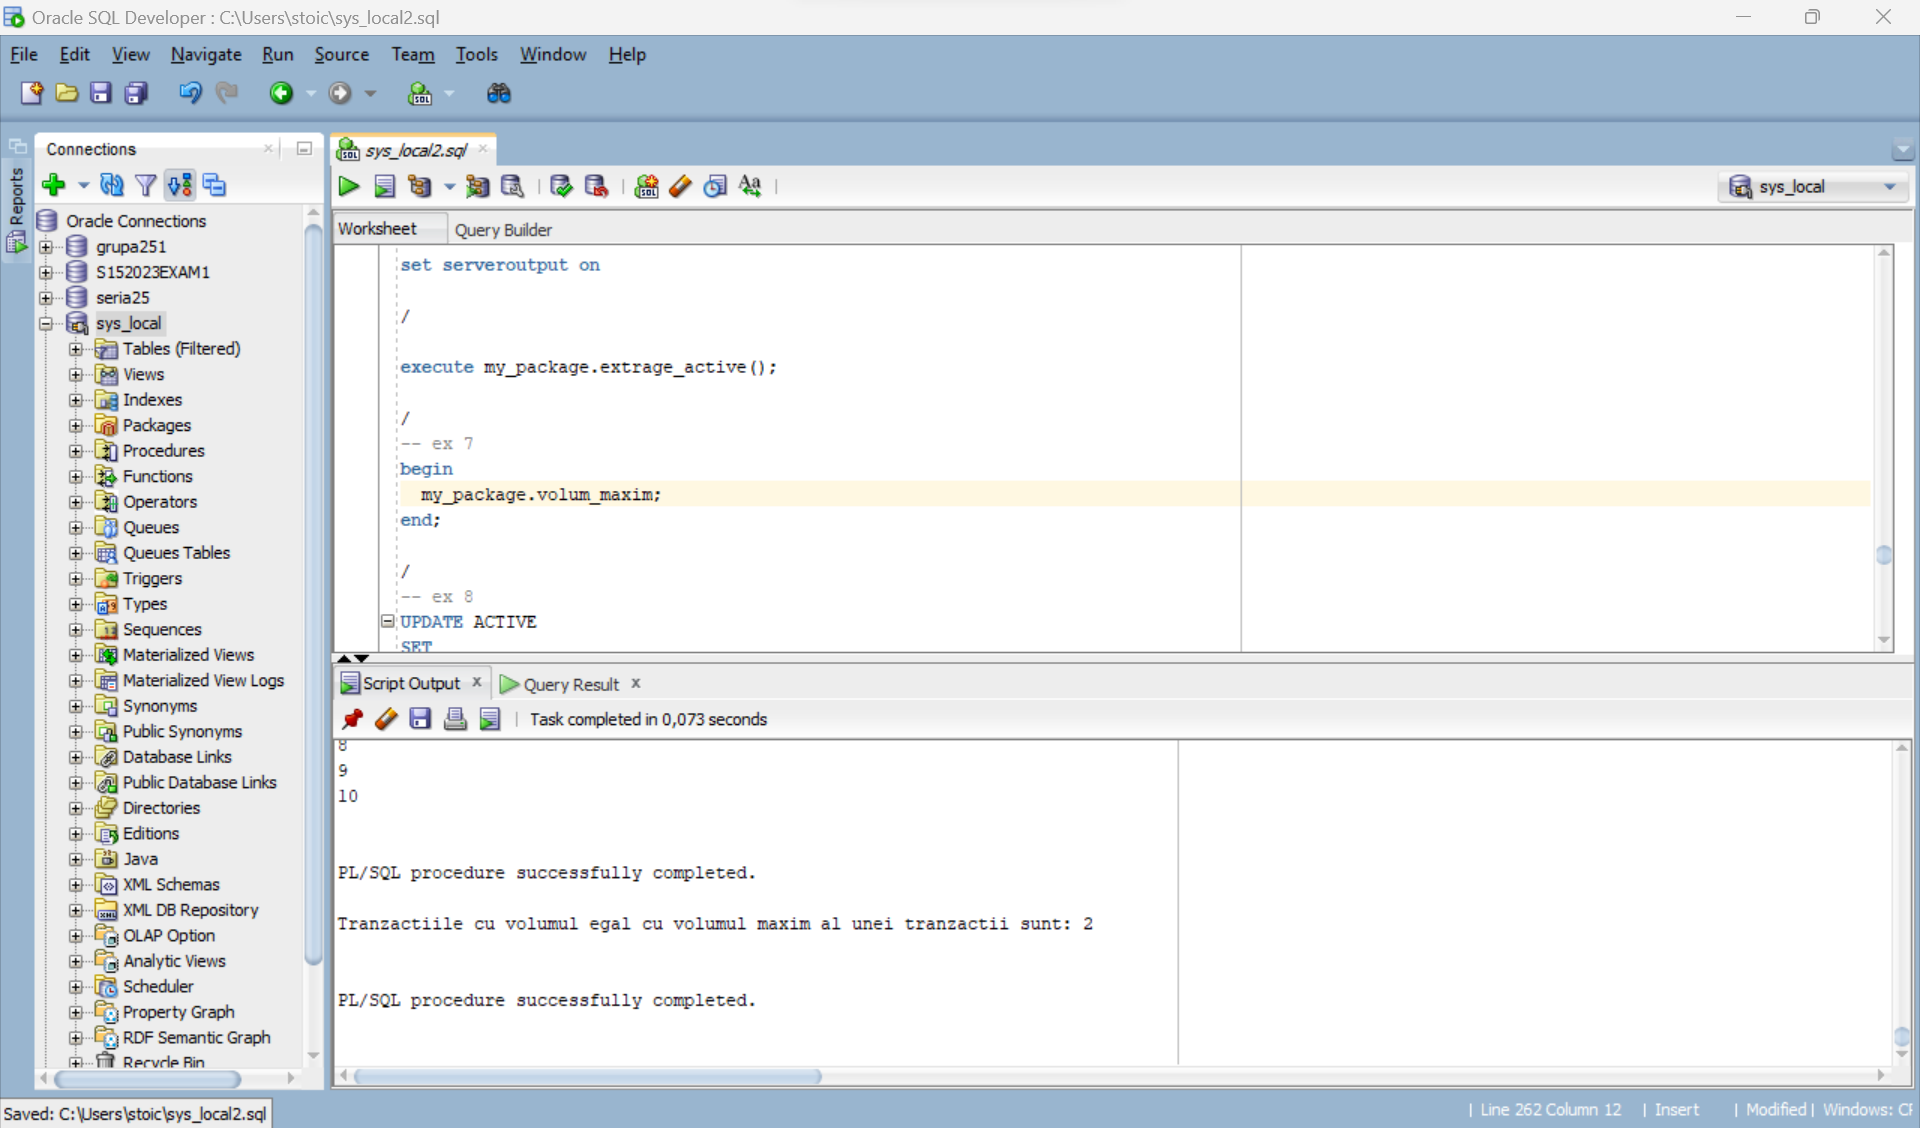 Oracle SQL Developer : C:\Users\stoic\sys_local2.sql
File Edit View Navigate Run Source Team Tools Window Help
Reports
Connections
Oracle Connections
grupa251
S152023EXAM1
seria25
sys_local
Tables (Filtered)
Views
Indexes
Packages
Procedures
Functions
Operators
Queues
Queues Tables
Triggers
Types
Sequences
Materialized Views
Materialized View Logs
Synonyms
Public Synonyms
Database Links
Public Database Links
Directories
Editions
Java
XML Schemas
XML DB Repository
OLAP Option
Analytic Views
Scheduler
Property Graph
RDF Semantic Graph
Recycle Bin
sys_local2.sql
sys_local
Worksheet Query Builder
set serveroutput on
/
execute my_package.extrage_active();
/
-- ex 7
begin
my_package.volum_maxim;
end;
/
-- ex 8
UPDATE ACTIVE
SET
Script Output x Query Result x
Task completed in 0,073 seconds
8
9
10
PL/SQL procedure successfully completed.
Tranzactiile cu volumul egal cu volumul maxim al unei tranzactii sunt: 2
PL/SQL procedure successfully completed.
Saved: C:\Users\stoic\sys_local2.sql
| Line 262 Column 12 | Insert | Modified | Windows: